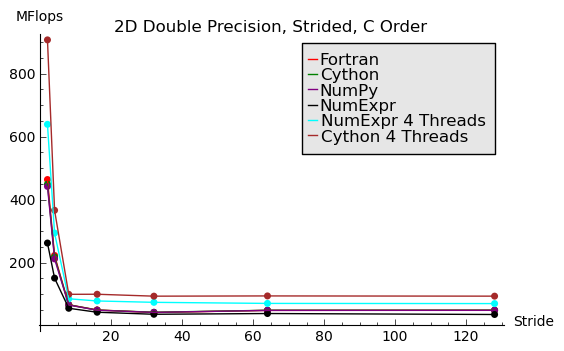 MFlops
2D Double Precision, Strided, C Order
800
600
400
200
Fortran
Cython
NumPy
NumExpr
NumExpr 4 Threads
Cython 4 Threads
20 40 60 80 100 120
Stride